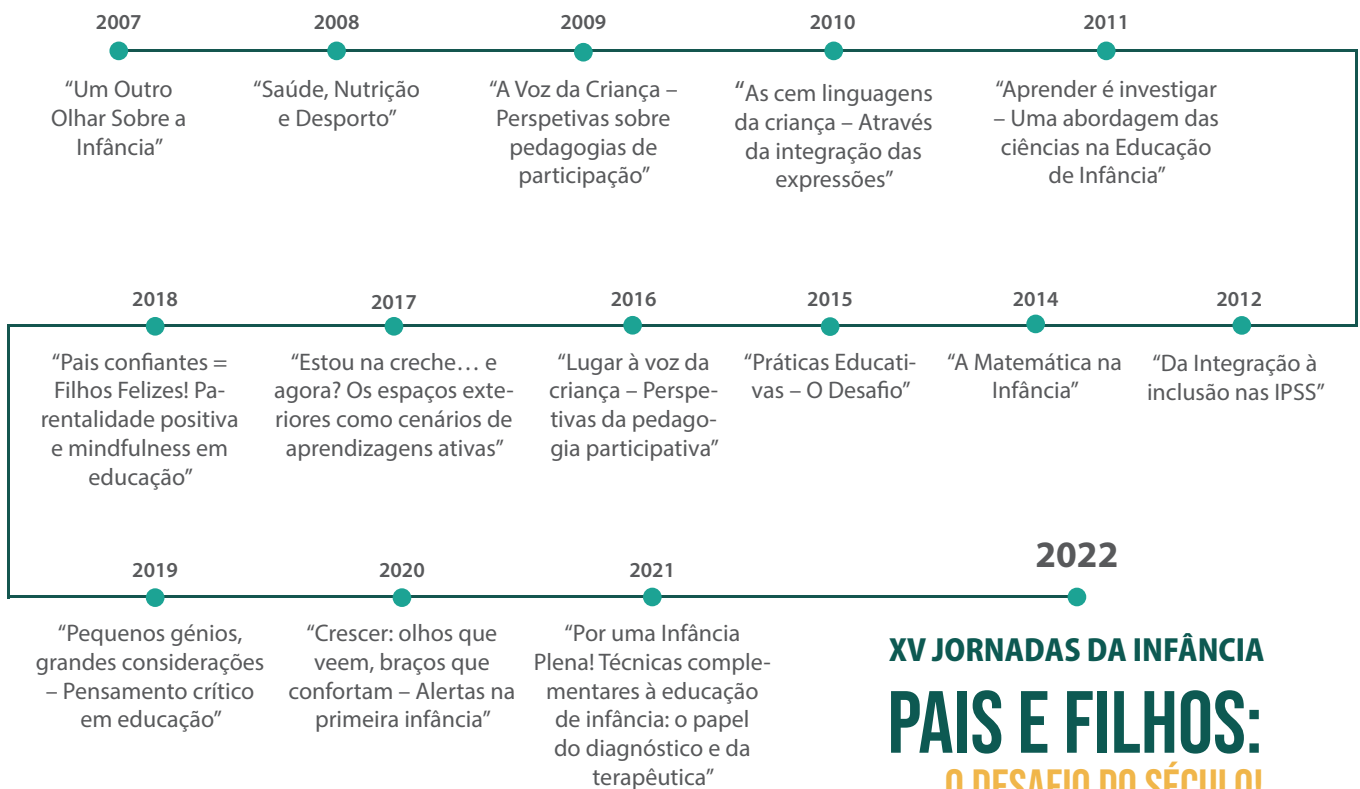 2007
“Um Outro
Olhar Sobre a
Infância”
2008
“Saúde, Nutrição
e Desporto”
2009
“A Voz da Criança –
Perspetivas sobre
pedagogias de
participação”
2010
“As cem linguagens
da criança – Através
da integração das
expressões”
2011
“Aprender é investigar
– Uma abordagem das
ciências na Educação
de Infância”
2012
“Da Integração à
inclusão nas IPSS”
2014
“A Matemática na
Infância”
2015
“Práticas Educati-
vas – O Desafio”
2016
“Lugar à voz da
criança – Perspe-
tivas da pedago-
gia participativa”
2017
“Estou na creche… e
agora? Os espaços exte-
riores como cenários de
aprendizagens ativas”
2018
“Pais confiantes =
Filhos Felizes! Pa-
rentalidade positiva
e mindfulness em
educação”
2019
“Pequenos génios,
grandes considerações
– Pensamento crítico
em educação”
2020
“Crescer: olhos que
veem, braços que
confortam – Alertas na
primeira infância”
2021
“Por uma Infância
Plena! Técnicas comple-
mentares à educação
de infância: o papel
do diagnóstico e da
terapêutica”
2022
XV JORNADAS DA INFÂNCIA
PAIS E FILHOS:
O DESAFIO DO SÉCULO!